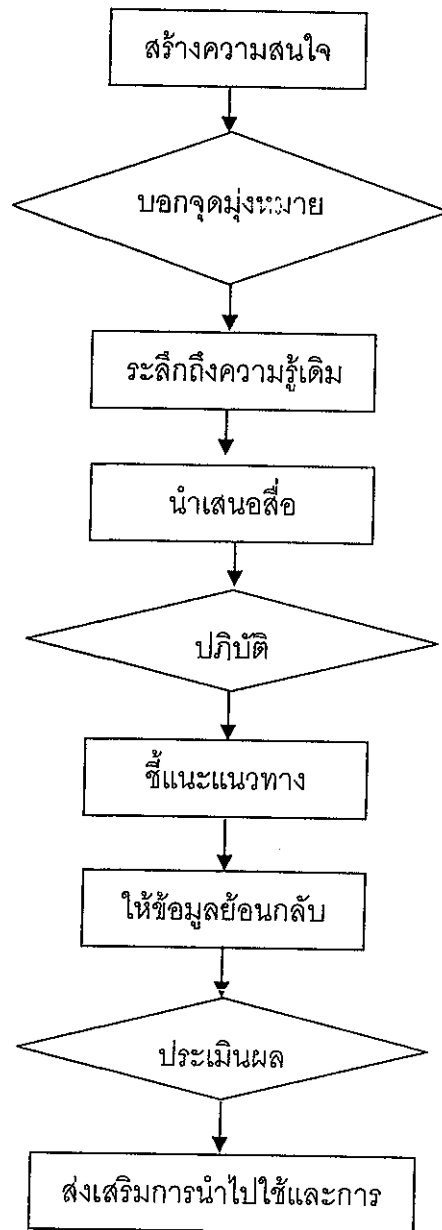 สร้างความสนใจ
บอกจุดมุ่งหมาย
ระลึกถึงความรู้เดิม
นำเสนอสื่อ
ปภิบัติ
ชี้แนะแนวทาง
ให้ข้อมูลย้อนกลับ
ประเมินผล
ส่งเสริมการนำไปใช้และการ